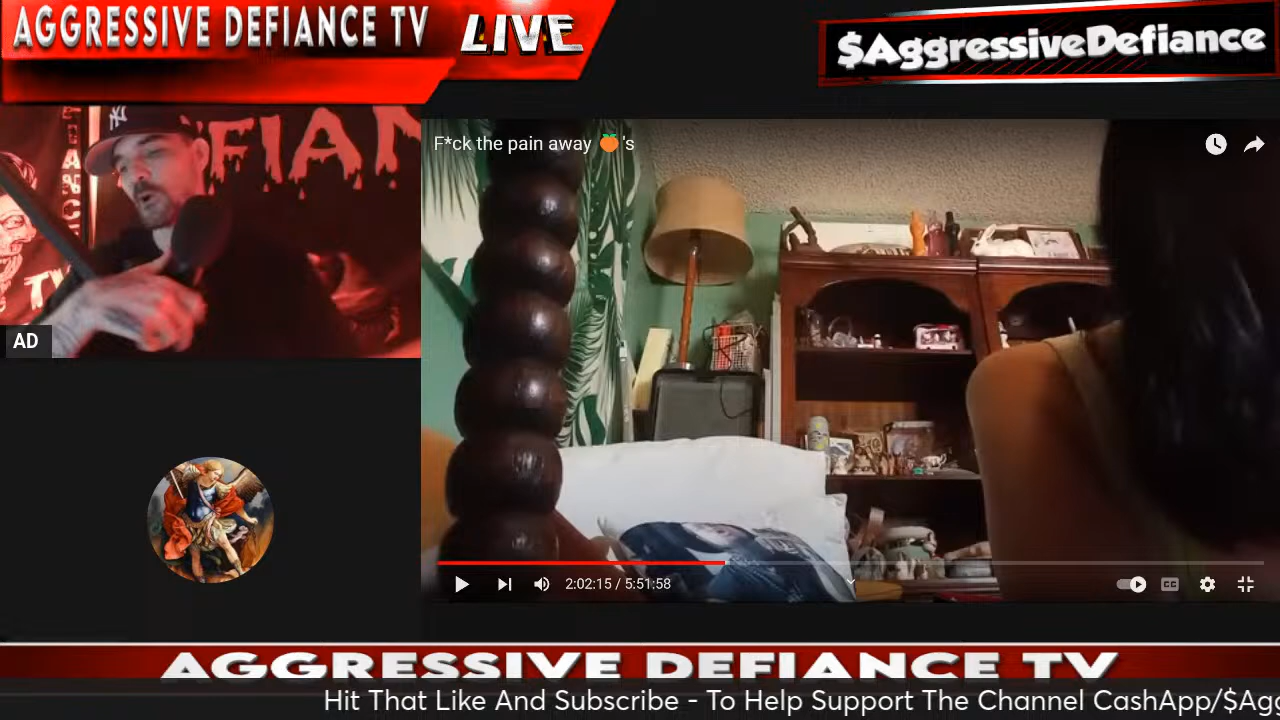 AGGRESSIVE DEFIANCE TV
LIVE
$AggressiveDefiance
F*ck the pain away 🍑's
AD
2:02:15 / 5:51:58
CC
AGGRESSIVE DEFIANCE TV
Hit That Like And Subscribe - To Help Support The Channel CashApp/$Agg